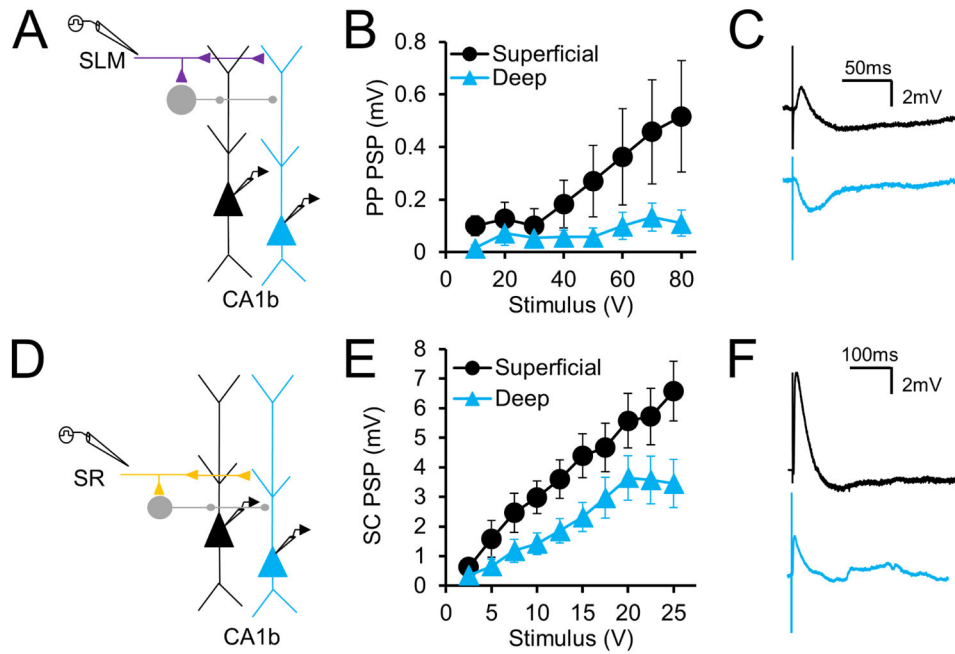 A
SLM
CA1b
B
PP PSP (mV)
0.8
0.6
0.4
0.2
0
Superficial
Deep
20 40 60 80
Stimulus (V)
C
50ms
2mV
D
SR
CA1b
E
SC PSP (mV)
8
7
6
5
4
3
2
1
0
Superficial
Deep
5 10 15 20 25
Stimulus (V)
F
100ms
2mV